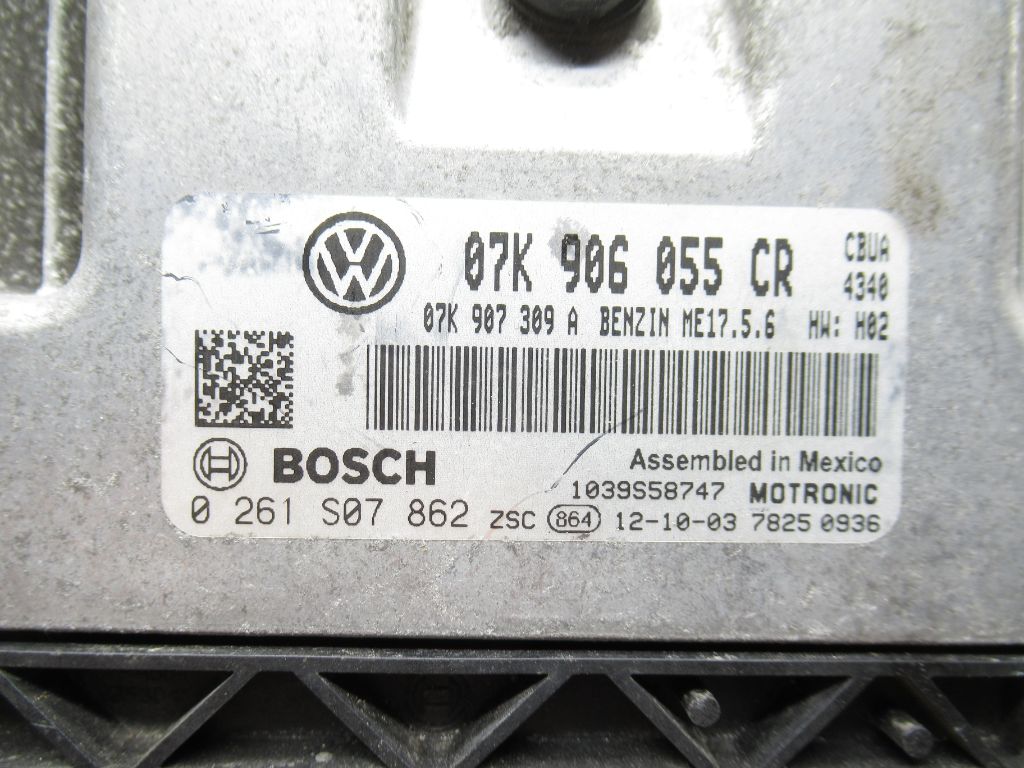 07K 906 055 CR CBUA
4340
07K 907 309 A BENZIN ME17.5.6 HW: H02
BOSCH
Assembled in Mexico
1039S58747 MOTRONIC
0 261 S07 862 ZSC 864 12-10-03 7825 0936